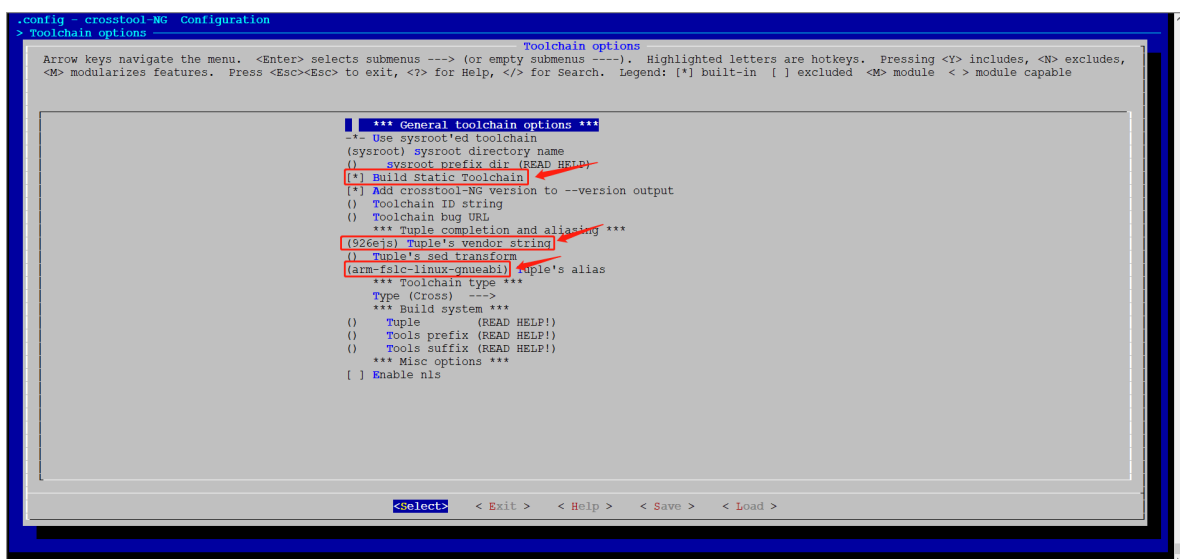 .config - crosstool-NG Configuration
> Toolchain options
Toolchain options
Arrow keys navigate the menu. <Enter> selects submenus ---> (or empty submenus ----). Highlighted letters are hotkeys. Pressing <Y> includes, <N> excludes,
<M> modularizes features. Press <Esc><Esc> to exit, <?> for Help, </> for Search. Legend: [*] built-in [ ] excluded <M> module < > module capable
*** General toolchain options ***
-*- Use sysroot'ed toolchain
(sysroot) sysroot directory name
() sysroot prefix dir (READ HELP)
[*] Build Static Toolchain
[*] Add crosstool-NG version to --version output
() Toolchain ID string
() Toolchain bug URL
*** Tuple completion and aliasing ***
(926ejs) Tuple's vendor string
() Tuple's sed transform
(arm-fslc-linux-gnueabi) Tuple's alias
*** Toolchain type ***
Type (Cross) --->
*** Build system ***
() Tuple (READ HELP!)
() Tools prefix (READ HELP!)
() Tools suffix (READ HELP!)
*** Misc options ***
[ ] Enable nls
<Select> < Exit > < Help > < Save > < Load >